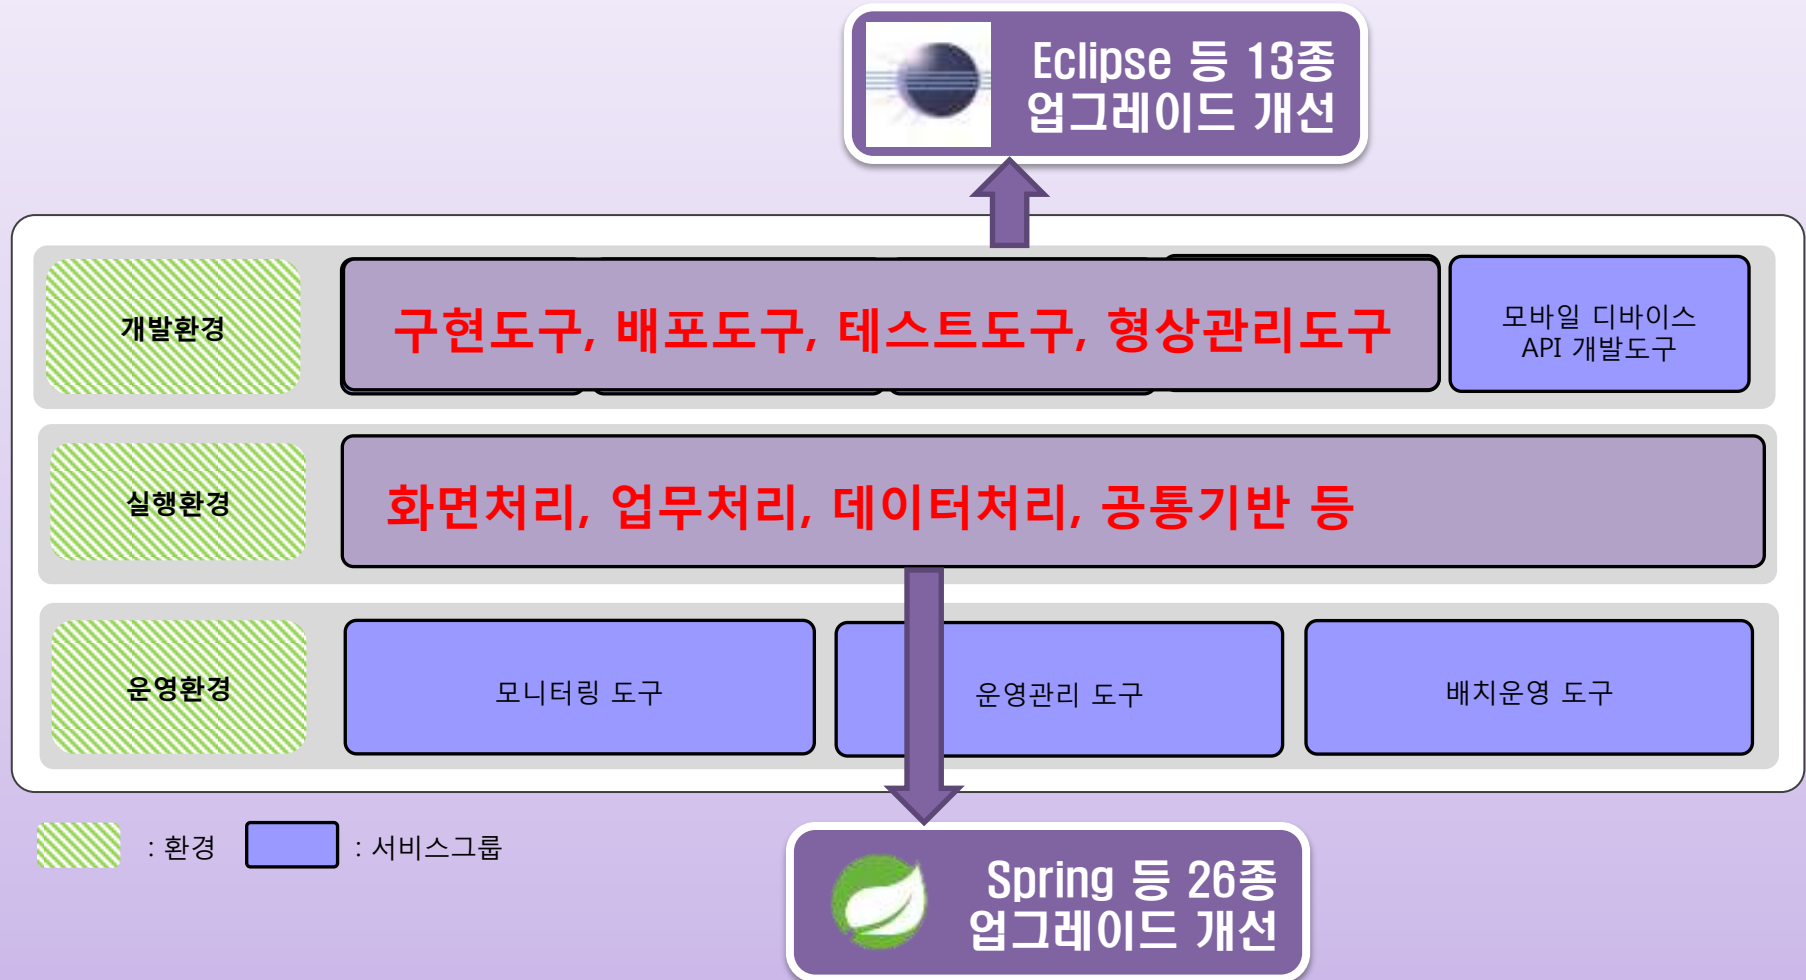 Eclipse 등 13종
업그레이드 개선
개발환경
구현도구, 배포도구, 테스트도구, 형상관리도구
모바일 디바이스
API 개발도구
실행환경
화면처리, 업무처리, 데이터처리, 공통기반 등
운영환경
모니터링 도구
운영관리 도구
배치운영 도구
: 환경
: 서비스그룹
Spring 등 26종
업그레이드 개선